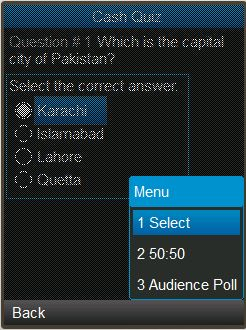 Cash Quiz
Question # 1 Which is the capital
city of Pakistan?
Select the correct answer.
Karachi
Islamabad
Lahore
Quetta
Menu
1 Select
2 50:50
3 Audience Poll
Back